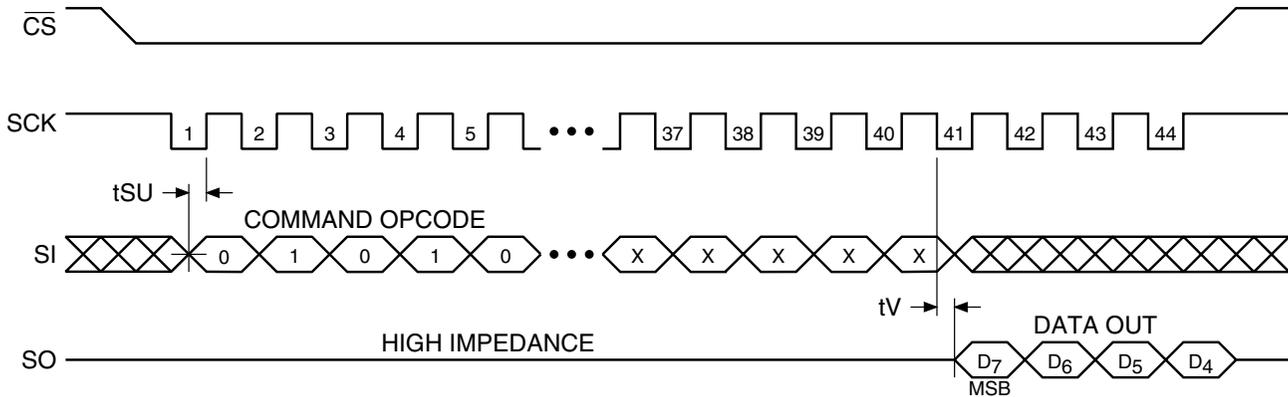 CS
SCK
1 2 3 4 5 ••• 37 38 39 40 41 42 43 44
tSU
COMMAND OPCODE
SI
0 1 0 1 0 ••• X X X X X
tV
HIGH IMPEDANCE
DATA OUT
SO
D7 D6 D5 D4
MSB